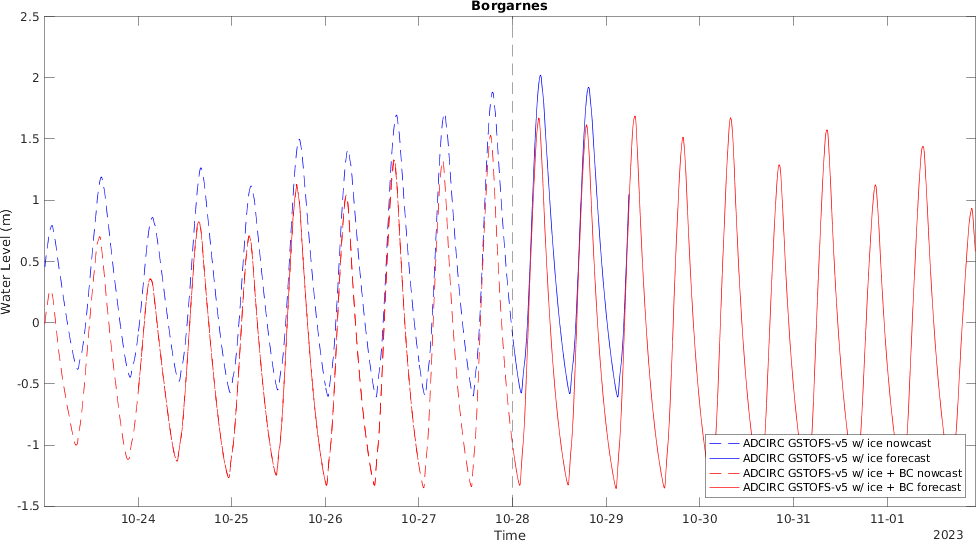 Borgarnes
2.5
2
1.5
1
0.5
0
-0.5
-1
-1.5
Water Level (m)
ADCIRC GSTOFS-v5 w/ ice nowcast
ADCIRC GSTOFS-v5 w/ ice forecast
ADCIRC GSTOFS-v5 w/ ice + BC nowcast
ADCIRC GSTOFS-v5 w/ ice + BC forecast
10-24 10-25 10-26 10-27 10-28 10-29 10-30 10-31 11-01
Time
2023